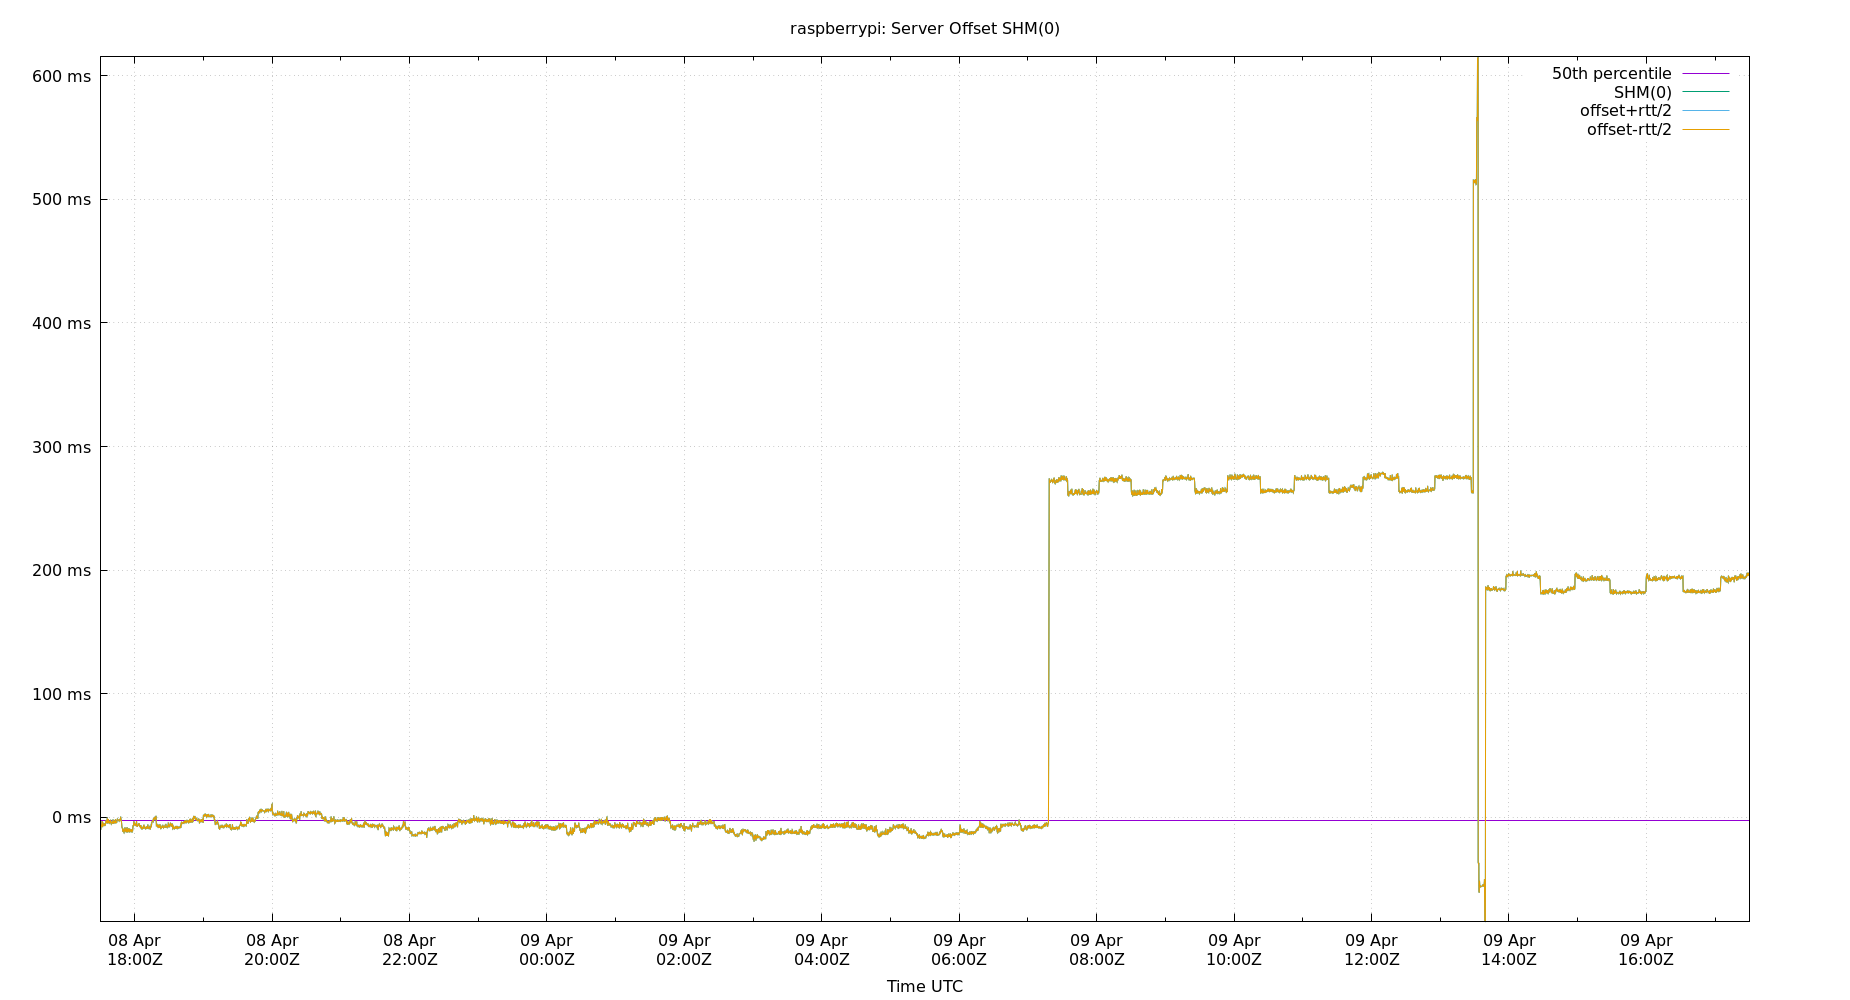 raspberrypi: Server Offset SHM(0)
600 ms
500 ms
400 ms
300 ms
200 ms
100 ms
0 ms
50th percentile
SHM(0)
offset+rtt/2
offset-rtt/2
08 Apr 08 Apr 08 Apr 09 Apr 09 Apr 09 Apr 09 Apr 09 Apr 09 Apr 09 Apr 09 Apr 09 Apr
18:00Z 20:00Z 22:00Z 00:00Z 02:00Z 04:00Z 06:00Z 08:00Z 10:00Z 12:00Z 14:00Z 16:00Z
Time UTC